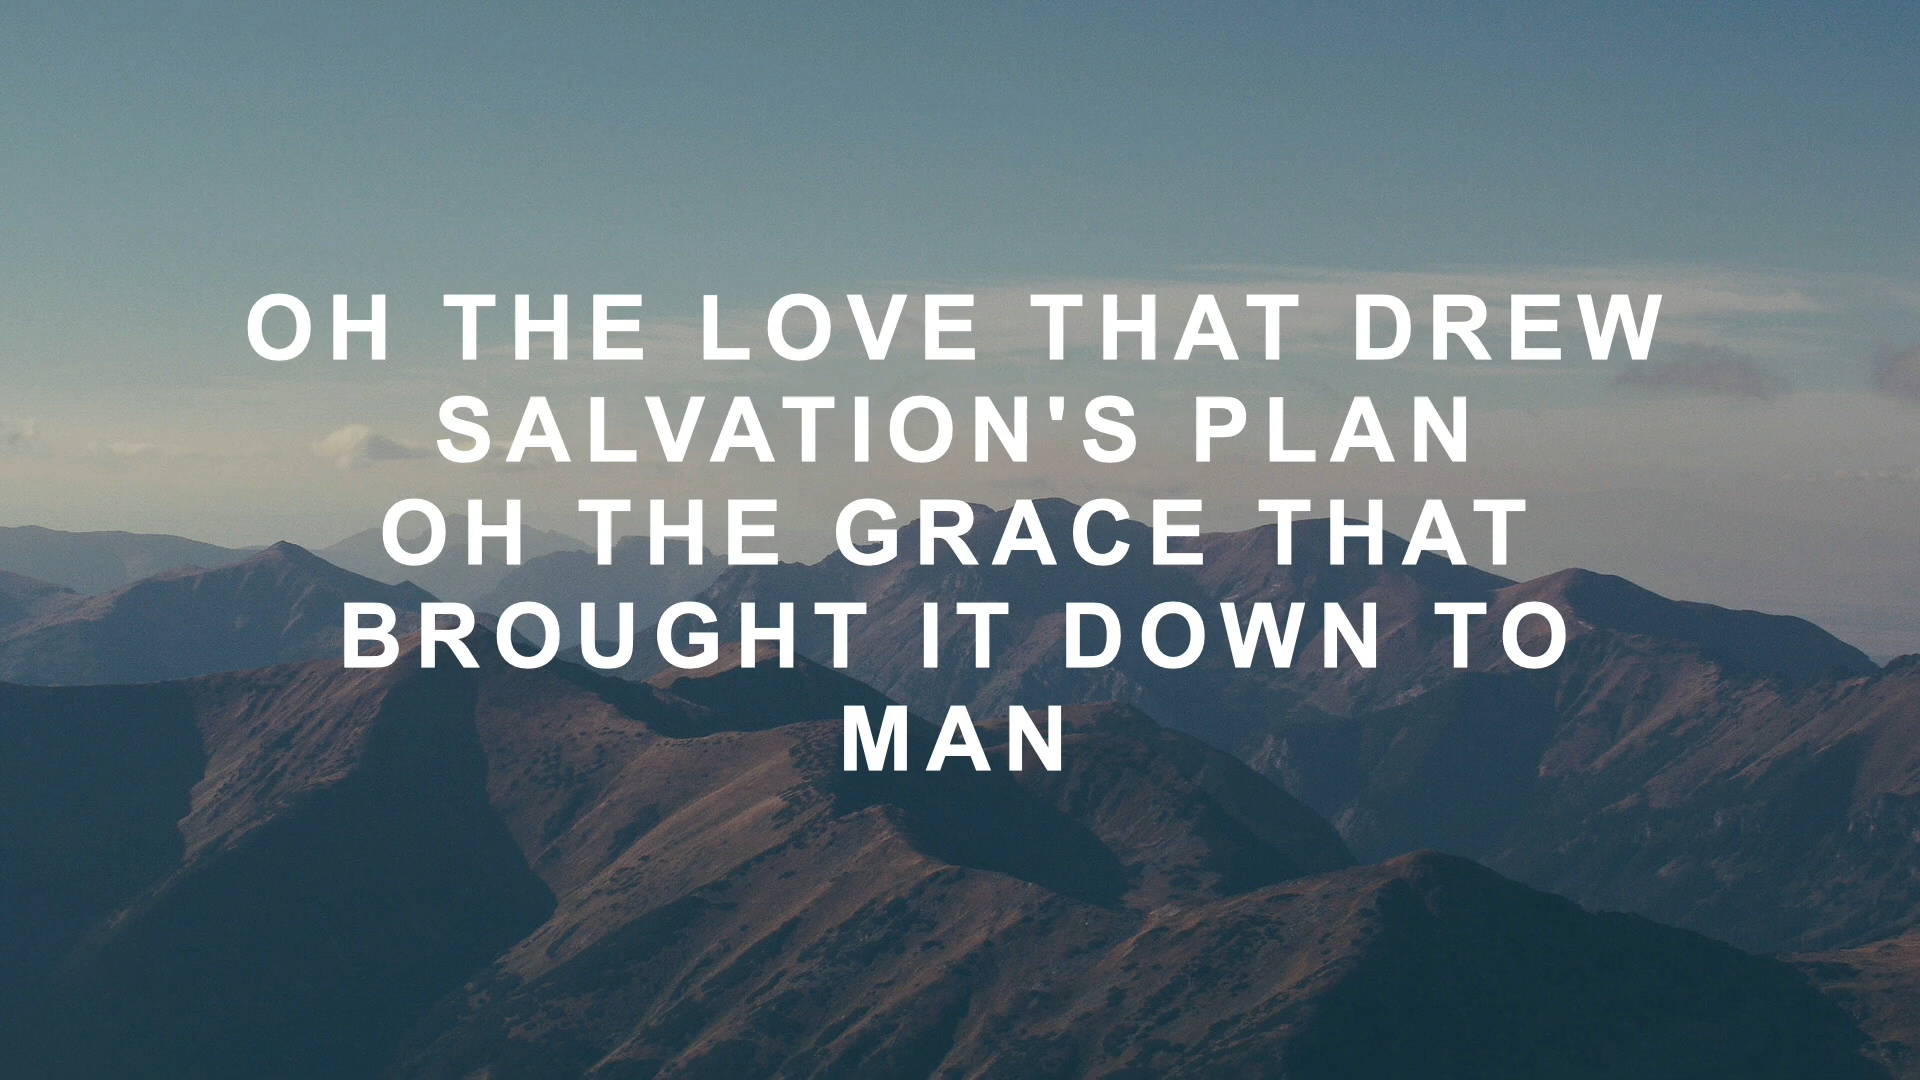 OH THE LOVE THAT DREW
SALVATION'S PLAN
OH THE GRACE THAT
BROUGHT IT DOWN TO
MAN